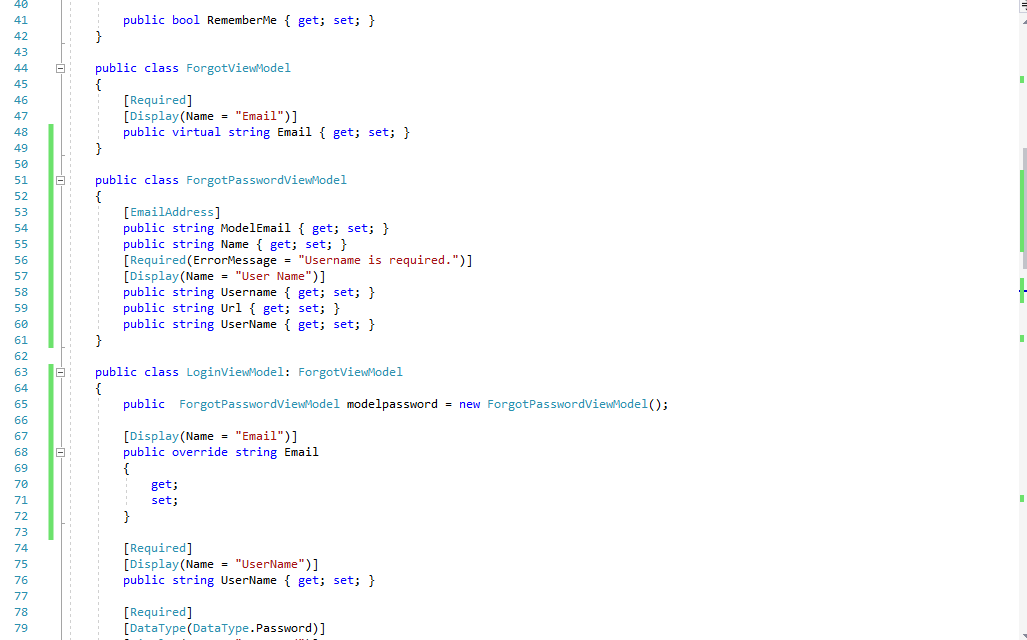 40
41 public bool RememberMe { get; set; }
42 }
43
44 public class ForgotViewModel
45 {
46 [Required]
47 [Display(Name = "Email")]
48 public virtual string Email { get; set; }
49 }
50
51 public class ForgotPasswordViewModel
52 {
53 [EmailAddress]
54 public string ModelEmail { get; set; }
55 public string Name { get; set; }
56 [Required(ErrorMessage = "Username is required.")]
57 [Display(Name = "User Name")]
58 public string Username { get; set; }
59 public string Url { get; set; }
60 public string UserName { get; set; }
61 }
62
63 public class LoginViewModel: ForgotViewModel
64 {
65 public  ForgotPasswordViewModel modelpassword = new ForgotPasswordViewModel();
66
67 [Display(Name = "Email")]
68 public override string Email
69 {
70 get;
71 set;
72 }
73
74 [Required]
75 [Display(Name = "UserName")]
76 public string UserName { get; set; }
77
78 [Required]
79 [DataType(DataType.Password)]